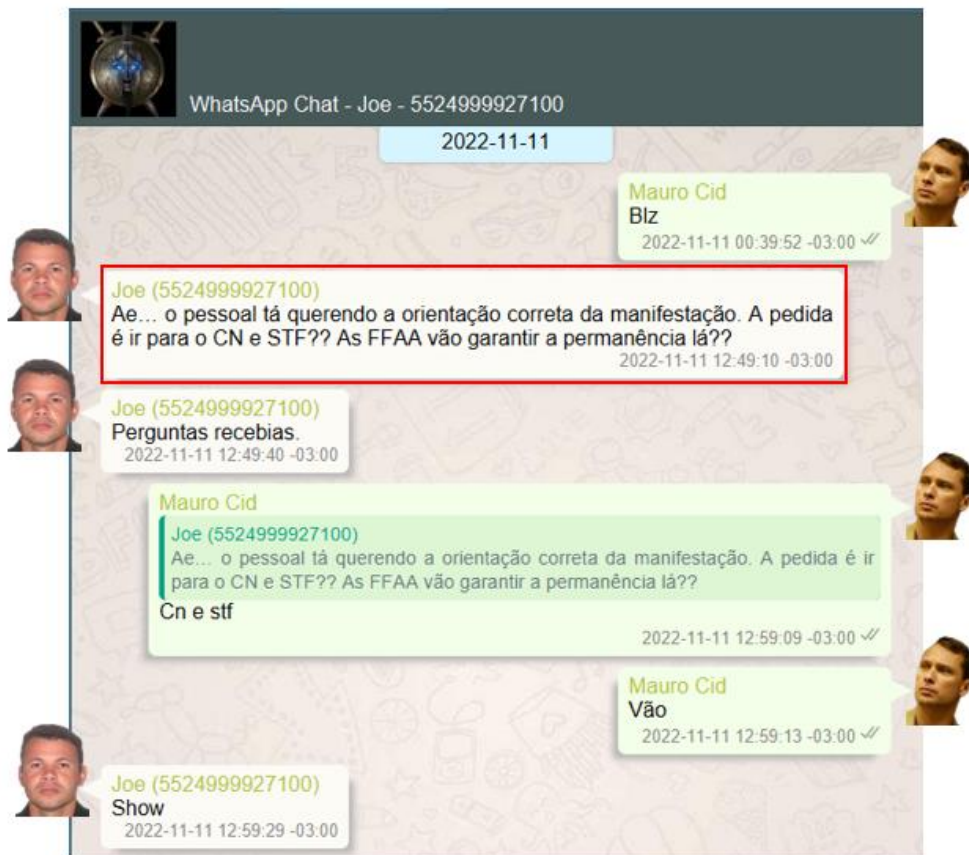 WhatsApp Chat - Joe - 5524999927100
2022-11-11
Mauro Cid
Blz
2022-11-11 00:39:52 -03:00
Joe (5524999927100)
Ae... o pessoal tá querendo a orientação correta da manifestação. A pedida
é ir para o CN e STF?? As FFAA vão garantir a permanência lá??
2022-11-11 12:49:10 -03:00
Joe (5524999927100)
Perguntas recebias.
2022-11-11 12:49:40 -03:00
Mauro Cid
Joe (5524999927100)
Ae... o pessoal tá querendo a orientação correta da manifestação. A pedida é ir
para o CN e STF?? As FFAA vão garantir a permanência lá??
Cn e stf
2022-11-11 12:59:09 -03:00
Mauro Cid
Vão
2022-11-11 12:59:13 -03:00
Joe (5524999927100)
Show
2022-11-11 12:59:29 -03:00